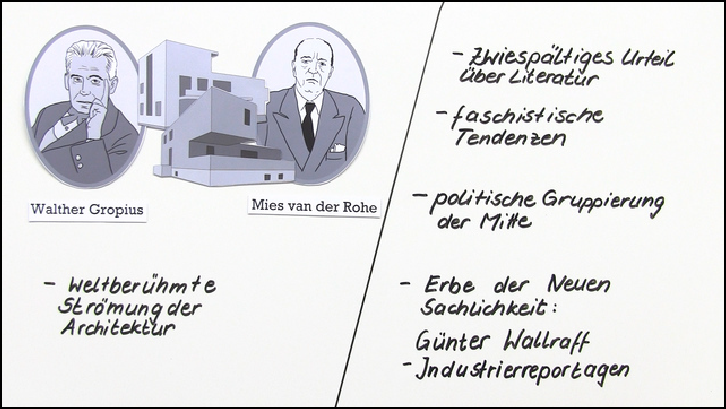 Walther Gropius
Mies van der Rohe
- weltberühmte
Strömung der
Architektur
- Zwiespältiges Urteil
über Literatur
- faschistische
Tendenzen
- politische Gruppierung
der Mitte
- Erbe der Neuen
Sachlichkeit:
Günter Wallraff
- Industriereportagen